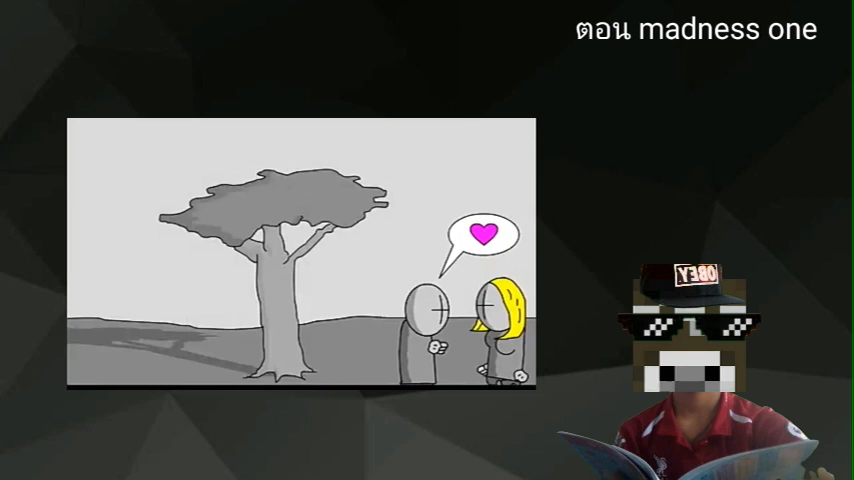 ตอน madness one
OBEY